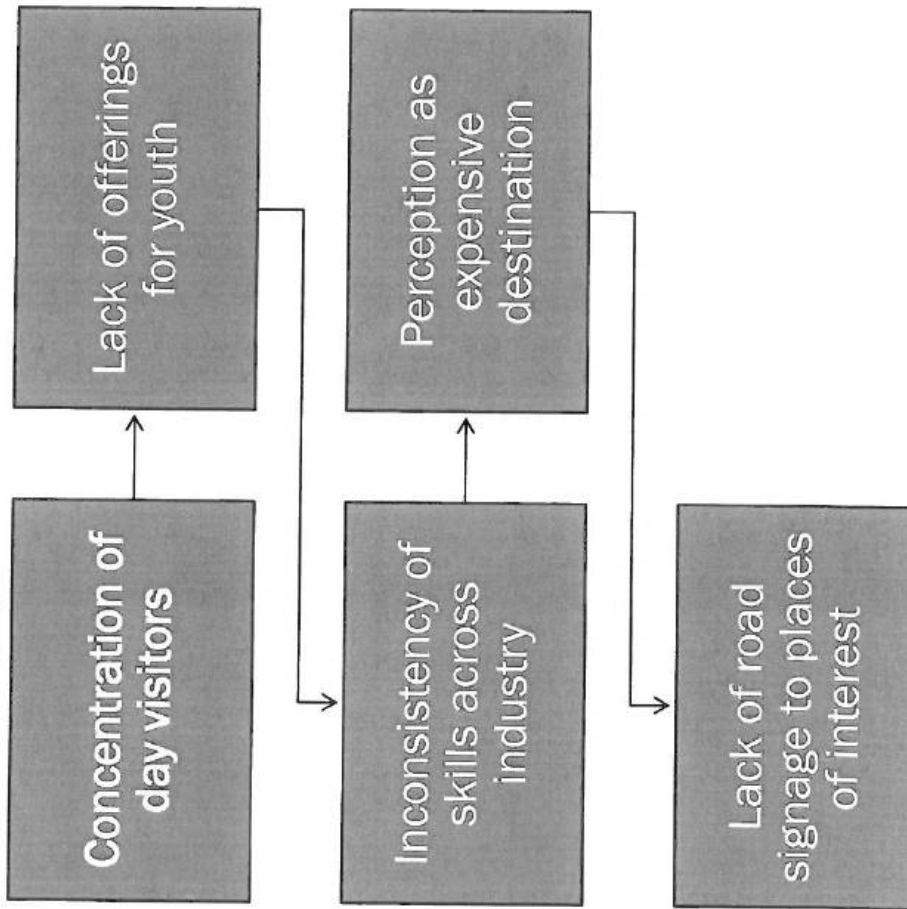 Concentration of
day visitors
Lack of offerings
for youth
Inconsistency of
skills across
industry
Perception as
expensive
destination
Lack of road
signage to places
of interest